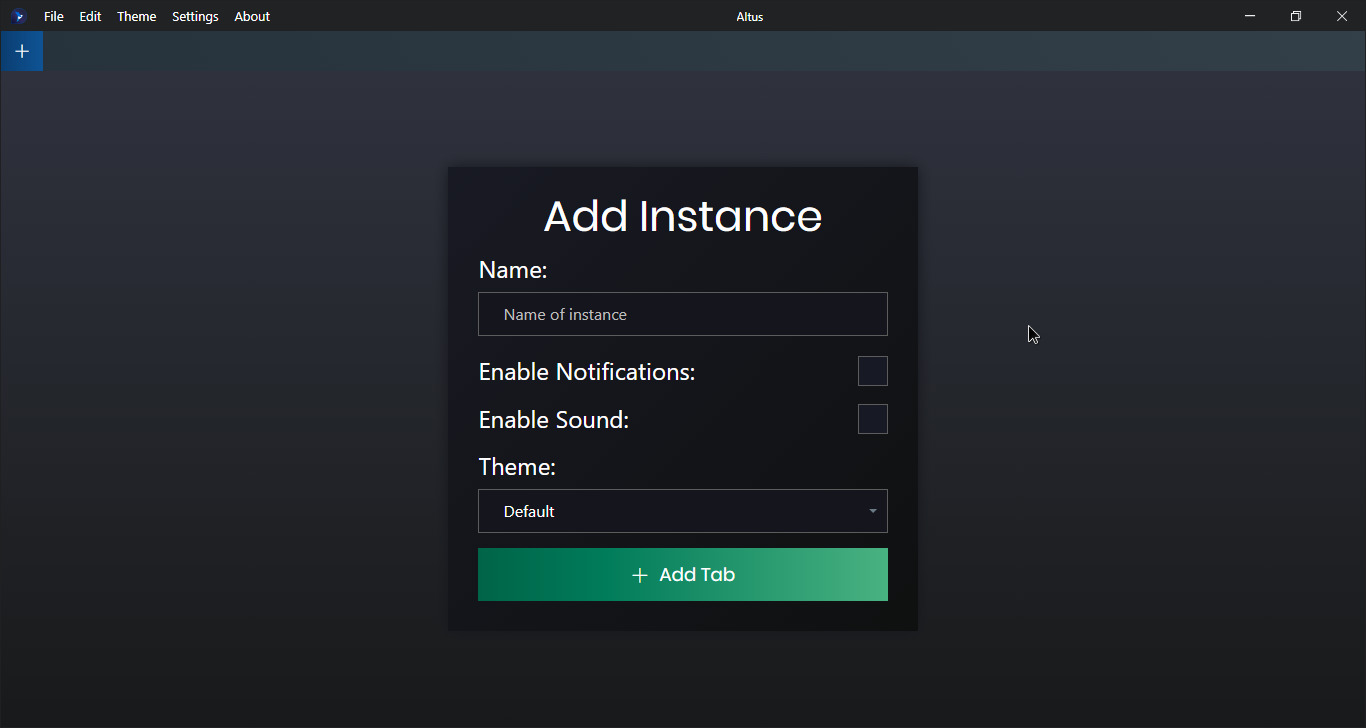 File Edit Theme Settings About Altus
Add Instance
Name:
Name of instance
Enable Notifications:
Enable Sound:
Theme:
Default
+ Add Tab